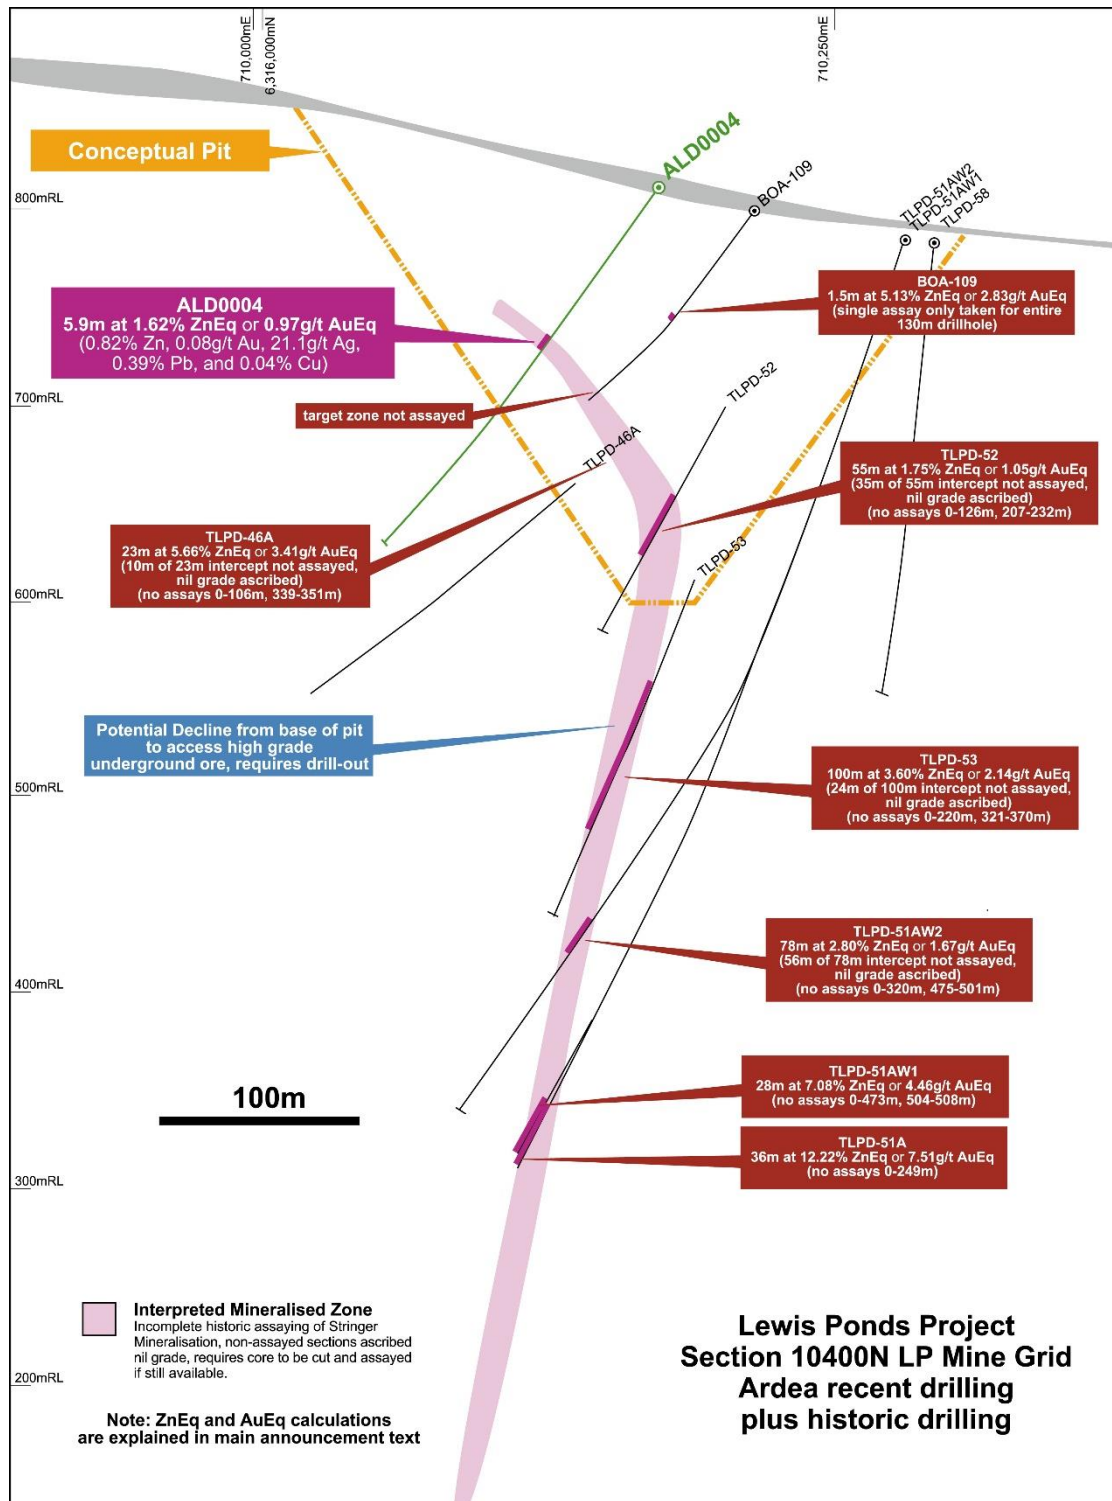 710,000mE
6,316,000mN
710,250mE
Conceptual Pit
ALD0004
BOA-109
TLPD-51AW2
TLPD-51AW1
TLPD-58
800mRL
ALD0004
5.9m at 1.62% ZnEq or 0.97g/t AuEq
(0.82% Zn, 0.08g/t Au, 21.1g/t Ag,
0.39% Pb, and 0.04% Cu)
BOA-109
1.5m at 5.13% ZnEq or 2.83g/t AuEq
(single assay only taken for entire
130m drillhole)
700mRL
target zone not assayed
TLPD-52
TLPD-46A
TLPD-52
55m at 1.75% ZnEq or 1.05g/t AuEq
(35m of 55m intercept not assayed,
nil grade ascribed)
(no assays 0-126m, 207-232m)
TLPD-46A
23m at 5.66% ZnEq or 3.41g/t AuEq
(10m of 23m intercept not assayed,
nil grade ascribed)
(no assays 0-106m, 339-351m)
TLPD-53
600mRL
Potential Decline from base of pit
to access high grade
underground ore, requires drill-out
500mRL
TLPD-53
100m at 3.60% ZnEq or 2.14g/t AuEq
(24m of 100m intercept not assayed,
nil grade ascribed)
(no assays 0-220m, 321-370m)
TLPD-51AW2
78m at 2.80% ZnEq or 1.67g/t AuEq
(56m of 78m intercept not assayed,
nil grade ascribed)
(no assays 0-320m, 475-501m)
400mRL
TLPD-51AW1
28m at 7.08% ZnEq or 4.46g/t AuEq
(no assays 0-473m, 504-508m)
100m
TLPD-51A
36m at 12.22% ZnEq or 7.51g/t AuEq
(no assays 0-249m)
300mRL
Interpreted Mineralised Zone
Incomplete historic assaying of Stringer
Mineralisation, non-assayed sections ascribed
nil grade, requires core to be cut and assayed
if still available.
200mRL
Note: ZnEq and AuEq calculations
are explained in main announcement text
Lewis Ponds Project
Section 10400N LP Mine Grid
Ardea recent drilling
plus historic drilling